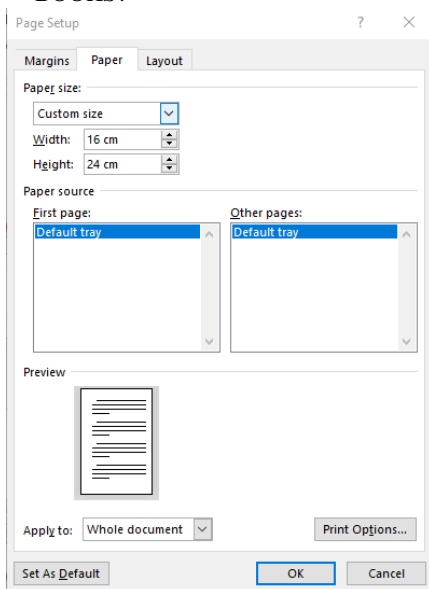 BOOKS?
Page Setup ?
Margins Paper Layout
Paper size:
Custom size
Width: 16 cm
Height: 24 cm
Paper source
First page: Other pages:
Default tray Default tray
Preview
Apply to: Whole document Print Options...
Set As Default OK Cancel